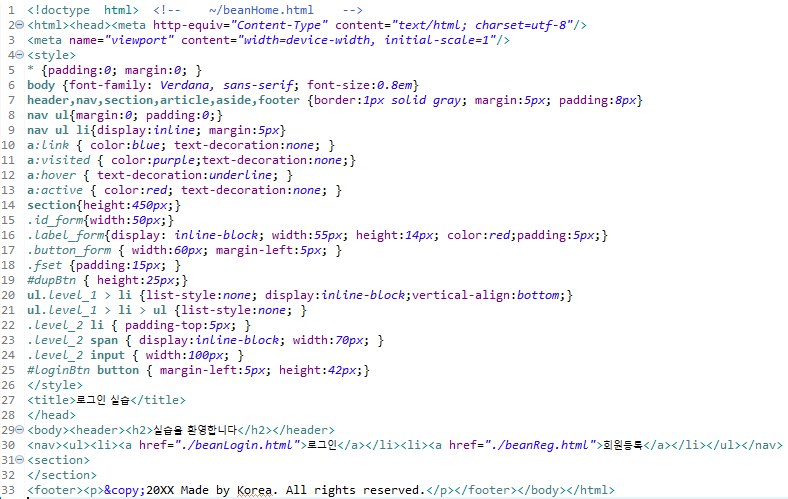 1 <!doctype html> <!-- ~/beanHome.html -->
2 <html><head><meta http-equiv="Content-Type" content="text/html; charset=utf-8"/>
3 <meta name="viewport" content="width=device-width, initial-scale=1"/>
4 <style>
5 * {padding:0; margin:0; }
6 body {font-family: Verdana, sans-serif; font-size:0.8em}
7 header,nav,section,article,aside,footer {border:1px solid gray; margin:5px; padding:8px}
8 nav ul{margin:0; padding:0;}
9 nav ul li{display:inline; margin:5px}
10 a:link { color:blue; text-decoration:none; }
11 a:visited { color:purple;text-decoration:none;}
12 a:hover { text-decoration:underline; }
13 a:active { color:red; text-decoration:none; }
14 section{height:450px;}
15 .id_form{width:50px;}
16 .label_form{display: inline-block; width:55px; height:14px; color:red;padding:5px;}
17 .button_form { width:60px; margin-left:5px; }
18 .fset {padding:15px; }
19 #dupBtn { height:25px;}
20 ul.level_1 > li {list-style:none; display:inline-block;vertical-align:bottom;}
21 ul.level_1 > li > ul {list-style:none; }
22 .level_2 li { padding-top:5px; }
23 .level_2 span { display:inline-block; width:70px; }
24 .level_2 input { width:100px; }
25 #loginBtn button { margin-left:5px; height:42px;}
26 </style>
27 <title>로그인 실습</title>
28 </head>
29 <body><header><h2>실습을 환영합니다</h2></header>
30 <nav><ul><li><a href="./beanLogin.html">로그인</a></li><li><a href="./beanReg.html">회원등록</a></li></ul></nav>
31 <section>
32 </section>
33 <footer><p>&copy;20XX Made by Korea. All rights reserved.</p></footer></body></html>